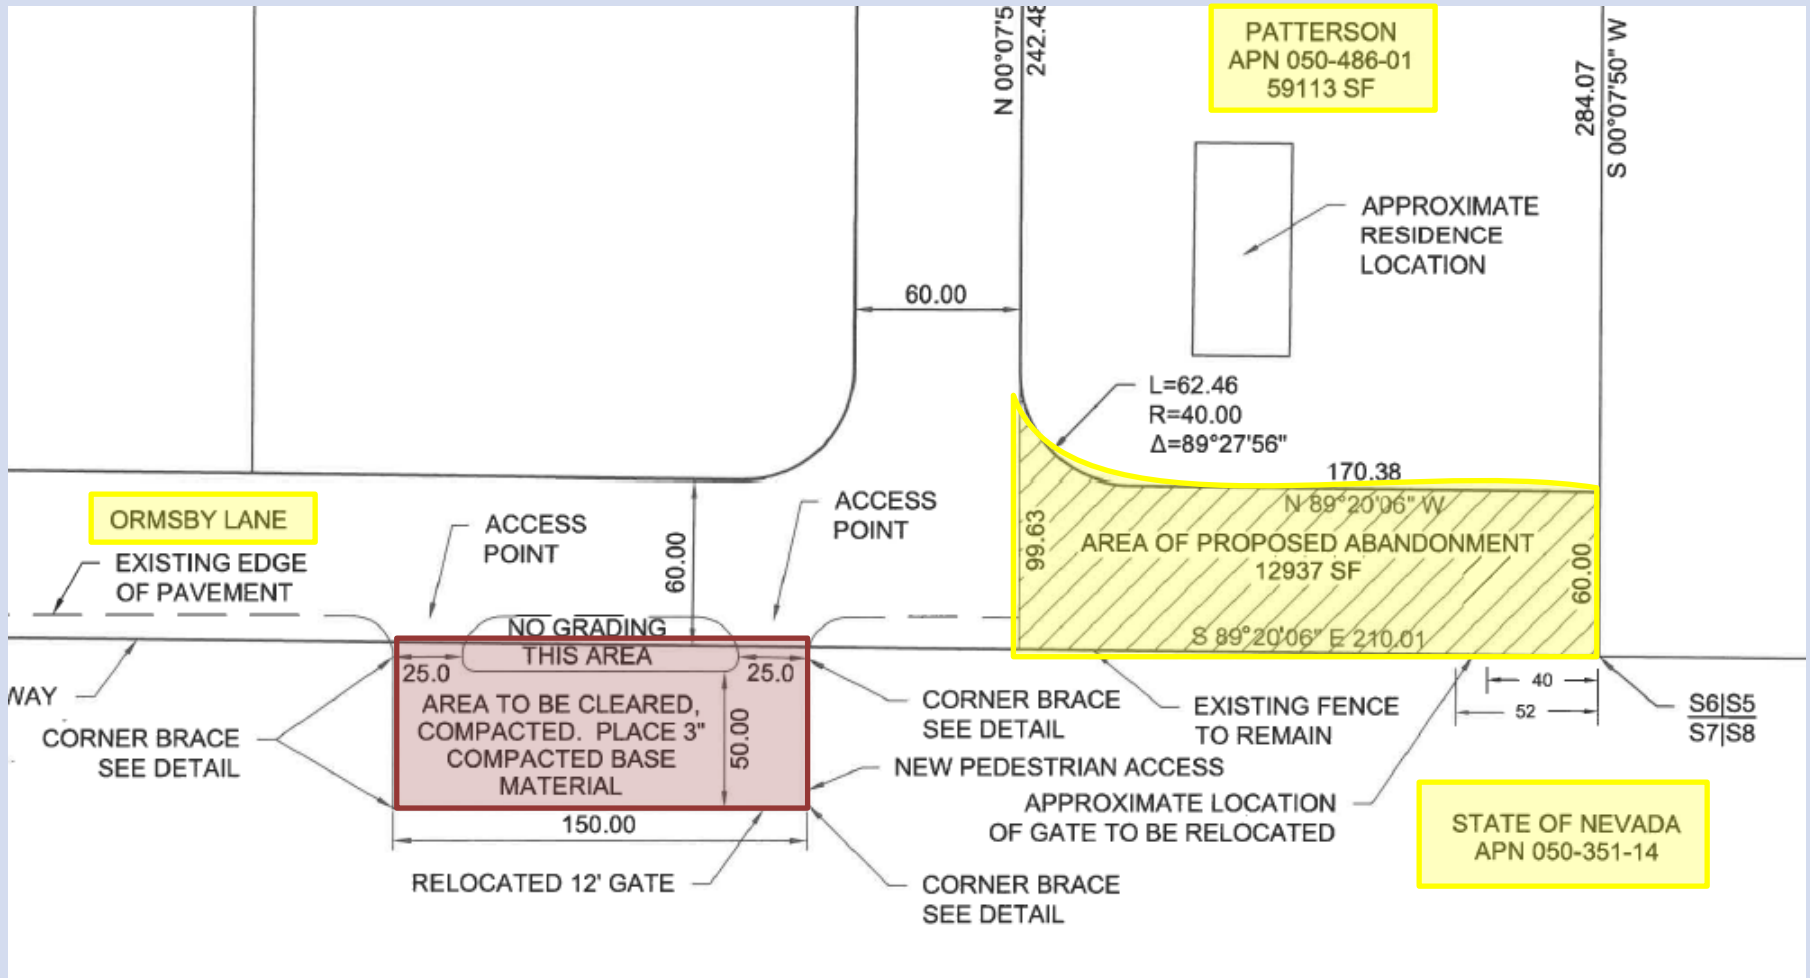 N 00°07'5
242.48
PATTERSON
APN 050-486-01
59113 SF
284.07
S 00°07'50" W
APPROXIMATE
RESIDENCE
LOCATION
60.00
L=62.46
R=40.00
Δ=89°27'56"
170.38
N 89°20'06" W
ORMSBY LANE
EXISTING EDGE
OF PAVEMENT
ACCESS
POINT
60.00
ACCESS
POINT
99.63
AREA OF PROPOSED ABANDONMENT
12937 SF
60.00
S 89°20'06" E 210.01
NO GRADING
THIS AREA
25.0
25.0
AREA TO BE CLEARED,
COMPACTED. PLACE 3"
COMPACTED BASE
MATERIAL
50.00
150.00
WAY
CORNER BRACE
SEE DETAIL
CORNER BRACE
SEE DETAIL
EXISTING FENCE
TO REMAIN
40
52
S6|S5
S7|S8
NEW PEDESTRIAN ACCESS
APPROXIMATE LOCATION
OF GATE TO BE RELOCATED
STATE OF NEVADA
APN 050-351-14
RELOCATED 12' GATE
CORNER BRACE
SEE DETAIL